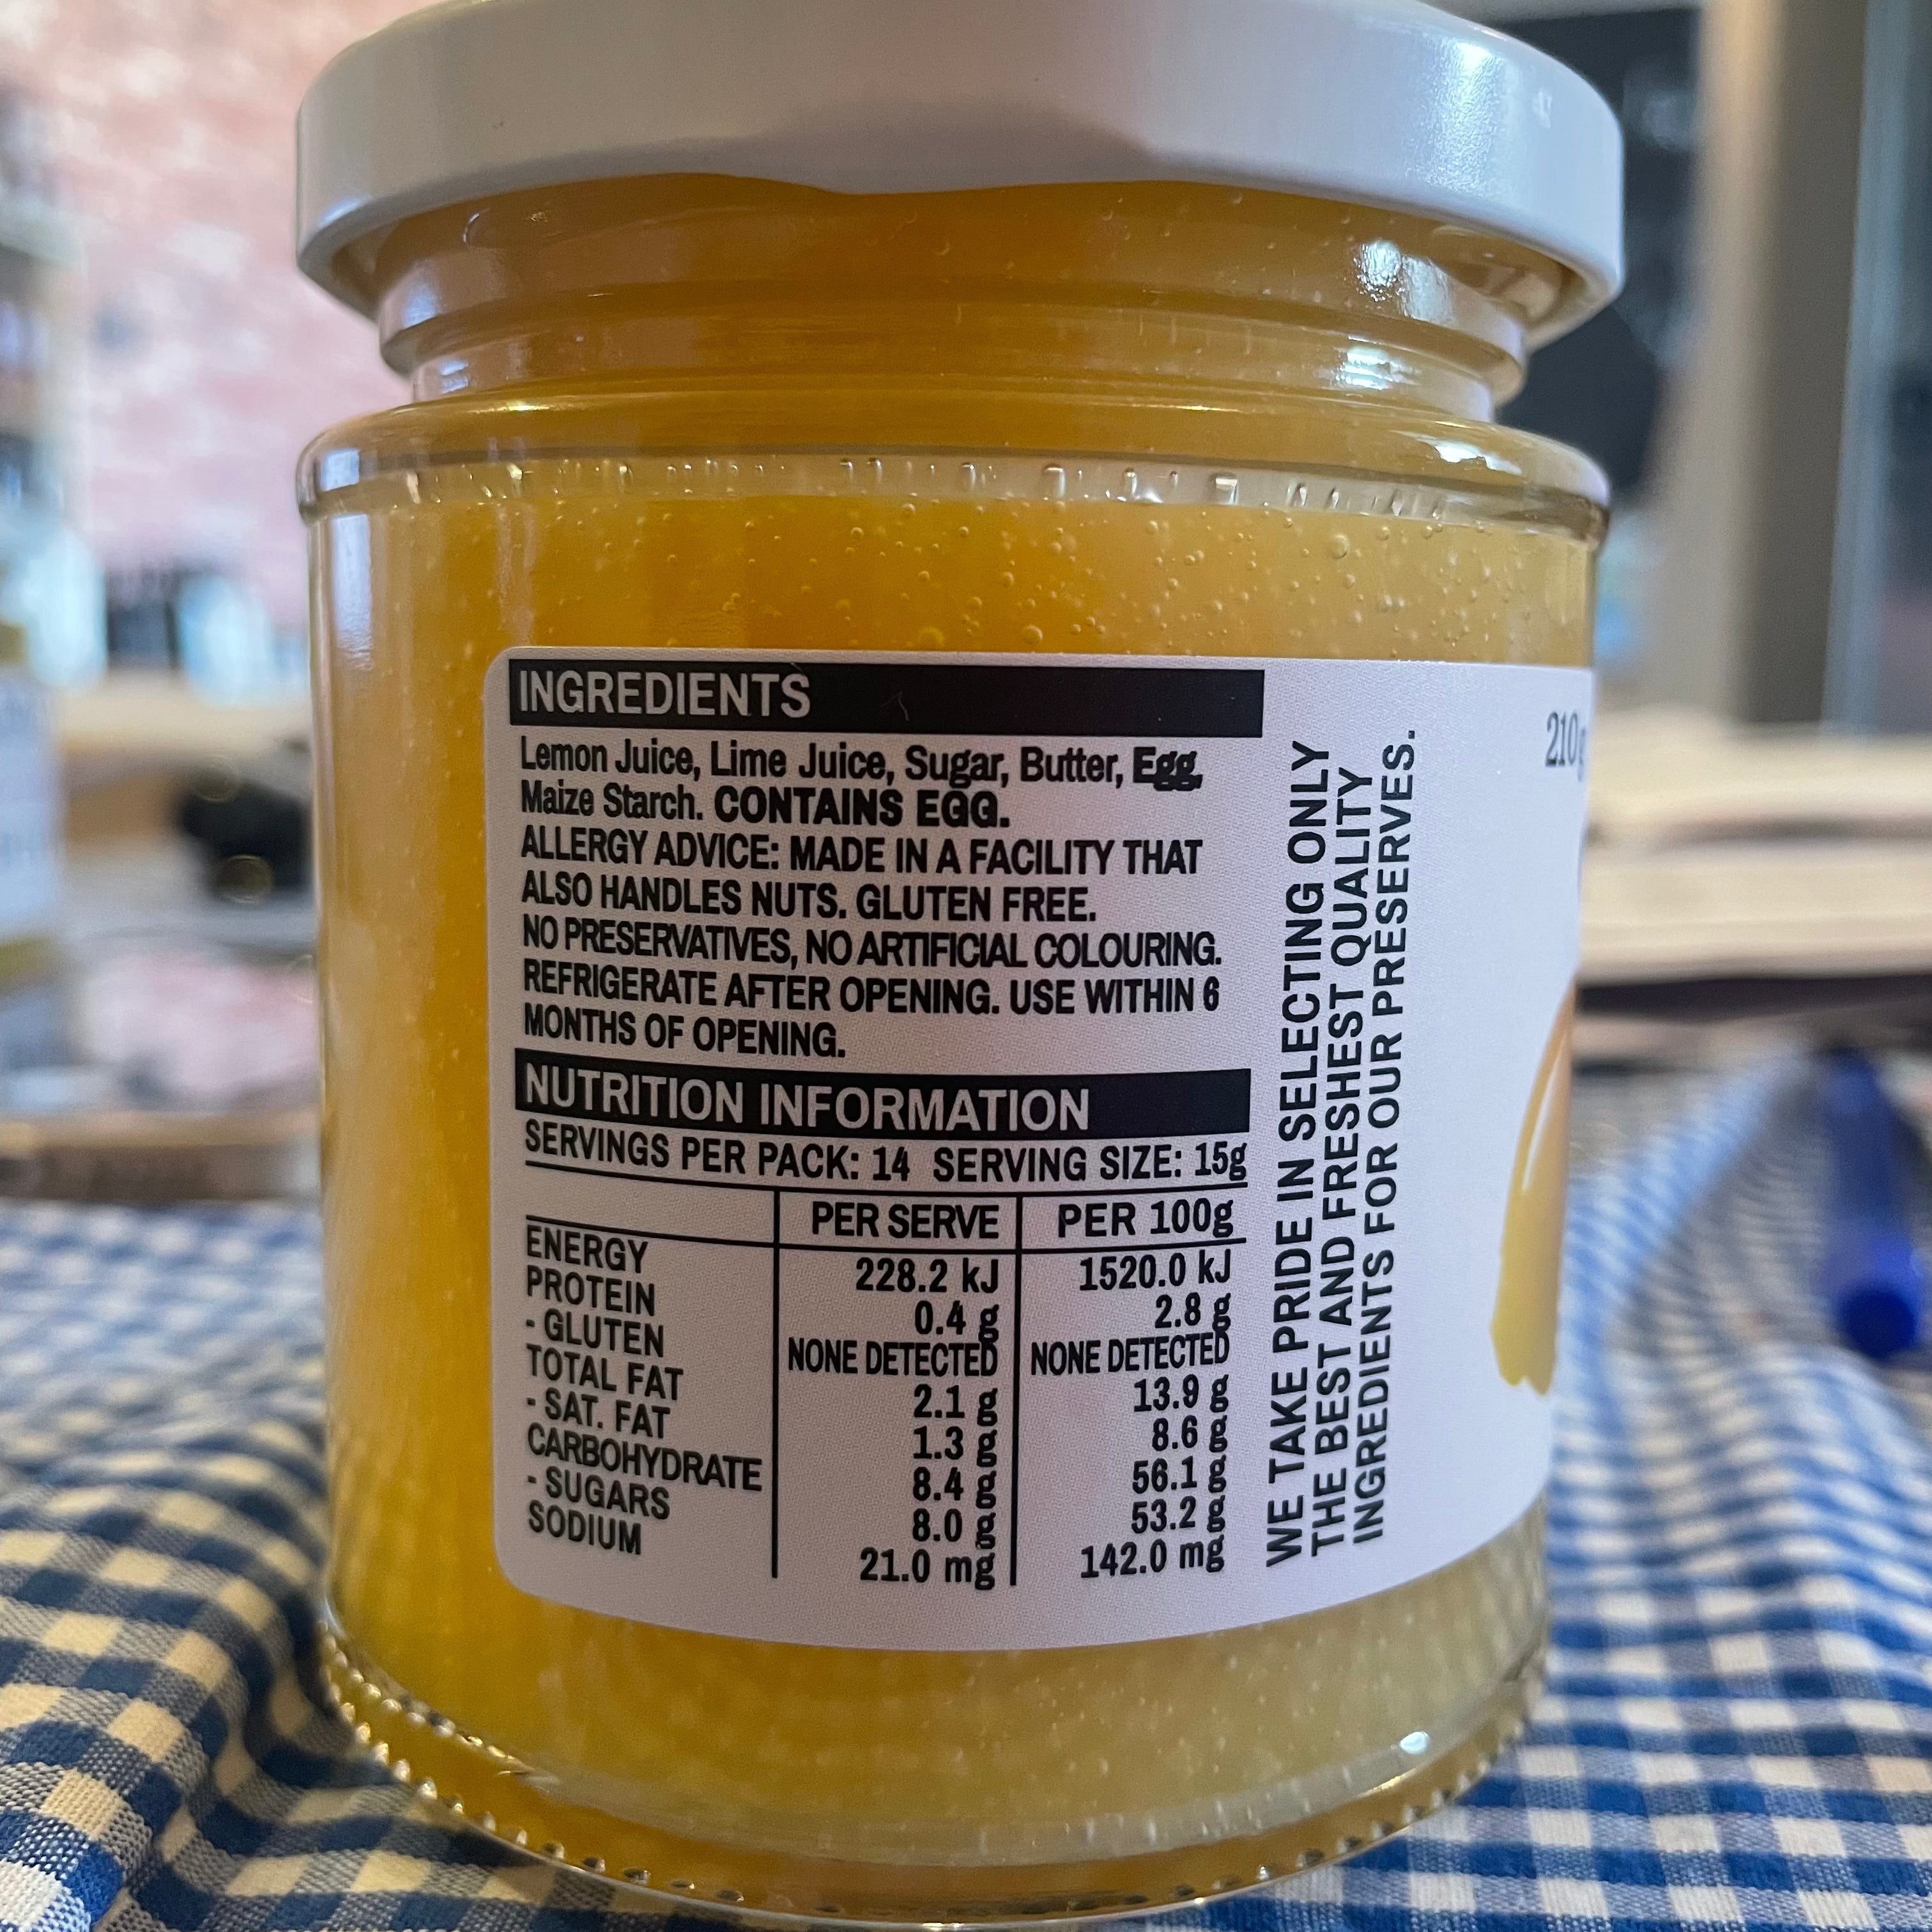 INGREDIENTS
Lemon Juice, Lime Juice, Sugar, Butter, Egg,
Maize Starch. CONTAINS EGG.
ALLERGY ADVICE: MADE IN A FACILITY THAT
ALSO HANDLES NUTS. GLUTEN FREE.
NO PRESERVATIVES, NO ARTIFICIAL COLOURING.
REFRIGERATE AFTER OPENING. USE WITHIN 6
MONTHS OF OPENING.
NUTRITION INFORMATION
SERVINGS PER PACK: 14 SERVING SIZE: 15g
PER SERVE PER 100g
ENERGY 228.2 kJ 1520.0 kJ
PROTEIN 0.4 g 2.8 g
- GLUTEN NONE DETECTED NONE DETECTED
TOTAL FAT 2.1 g 13.9 g
- SAT. FAT 1.3 g 8.6 g
CARBOHYDRATE 8.4 g 56.1 g
- SUGARS 8.0 g 53.2 g
SODIUM 21.0 mg 142.0 mg
WE TAKE PRIDE IN SELECTING ONLY
THE BEST AND FRESHEST QUALITY
INGREDIENTS FOR OUR PRESERVES.
210g